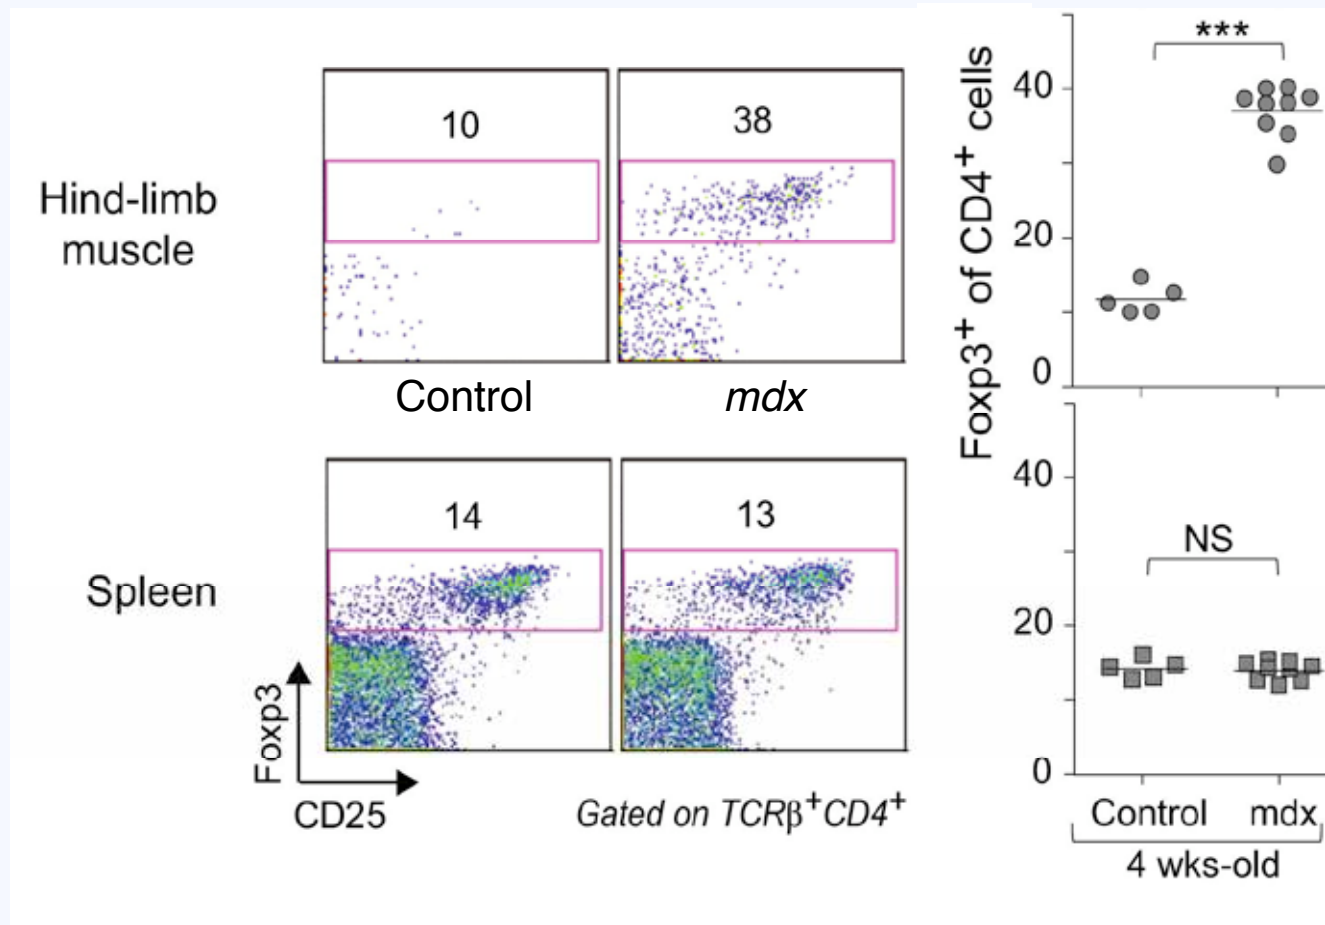 Hind-limb
muscle
10
38
Control
mdx
Spleen
14
13
Foxp3
CD25
Gated on TCRβ⁺CD4⁺
Foxp3⁺ of CD4⁺ cells
***
40
20
0
NS
40
20
0
Control
mdx
4 wks-old